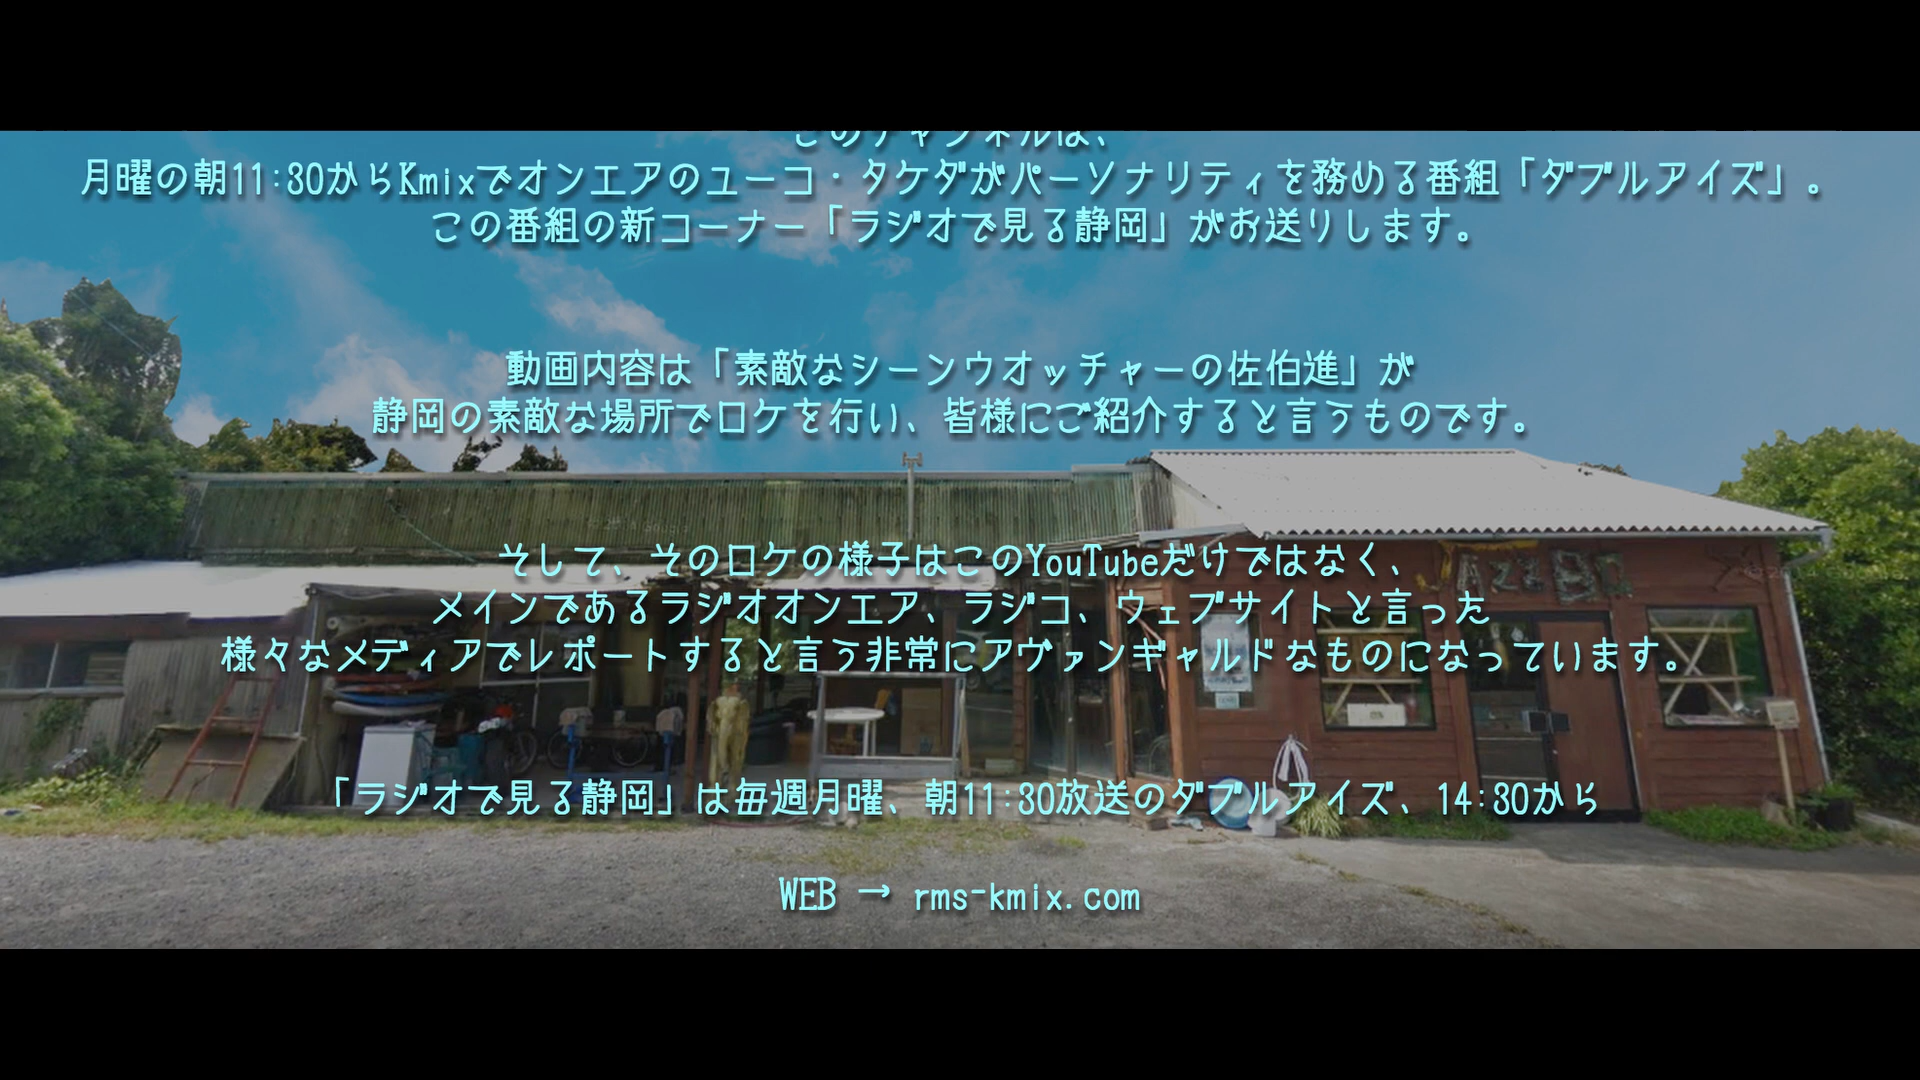 このチャンネルは、
月曜の朝11:30からKmixでオンエアのユーコ・タケダがパーソナリティを務める番組「ダブルアイズ」。
この番組の新コーナー「ラジオで見る静岡」がお送りします。
動画内容は「素敵なシーンウオッチャーの佐伯進」が
静岡の素敵な場所でロケを行い、皆様にご紹介すると言うものです。
そして、そのロケの様子はこのYouTubeだけではなく、
メインであるラジオオンエア、ラジコ、ウェブサイトと言った
様々なメディアでレポートすると言う非常にアヴァンギャルドなものになっています。
「ラジオで見る静岡」は毎週月曜、朝11:30放送のダブルアイズ、14:30から
WEB → rms-kmix.com